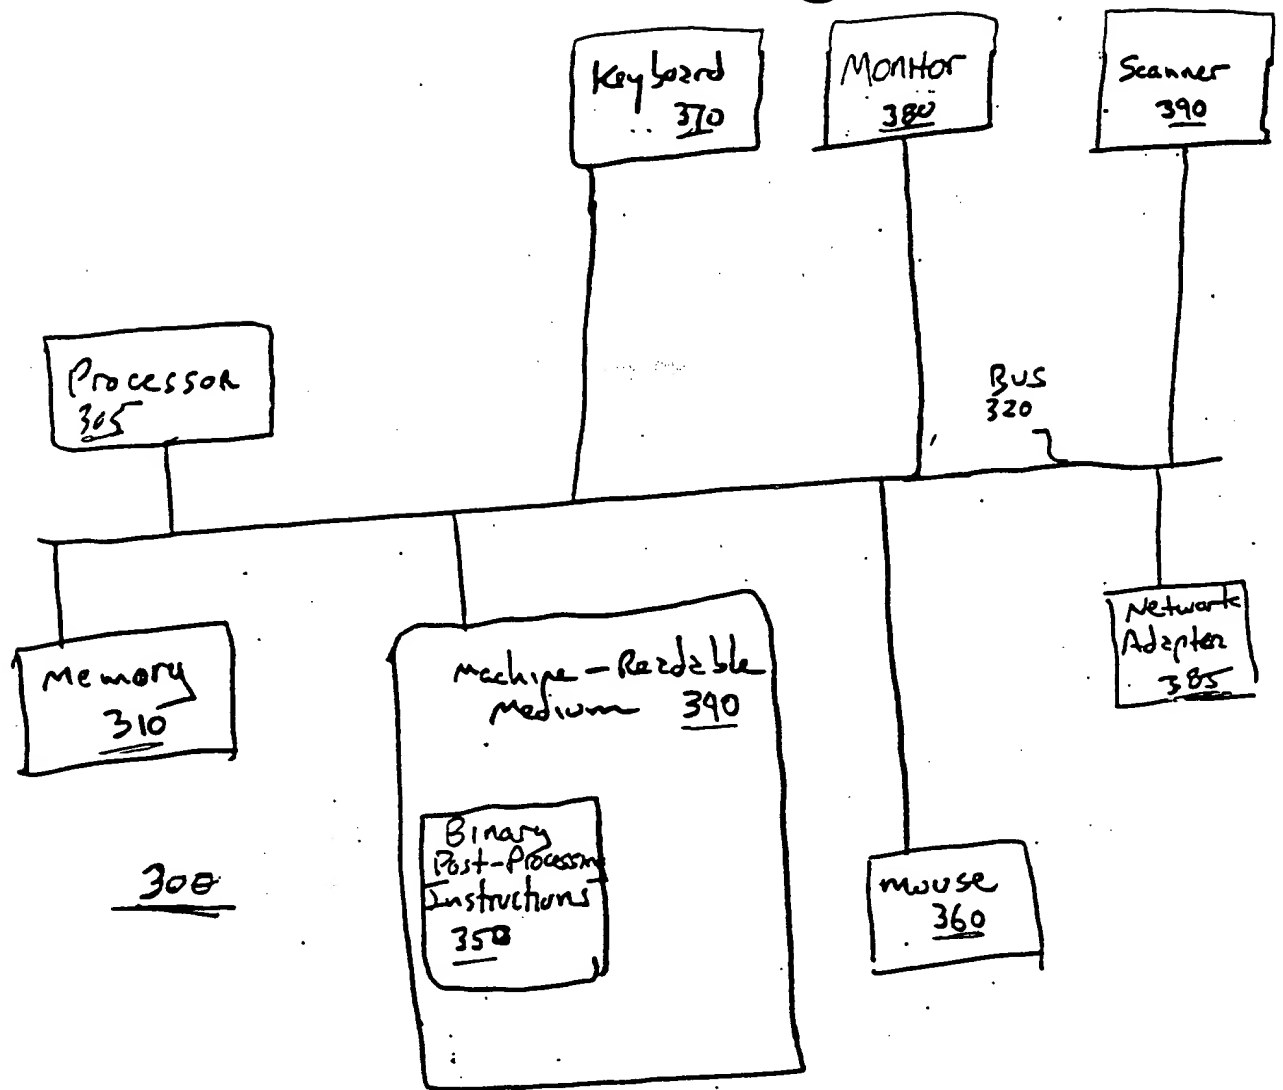 Keyboard
370
Monitor
380
Scanner
390
Processor
305
Bus
320
Memory
310
Machine-Readable
Medium 390
Network
Adapter
385
Binary
Post-Processing
Instructions
350
mouse
360
300